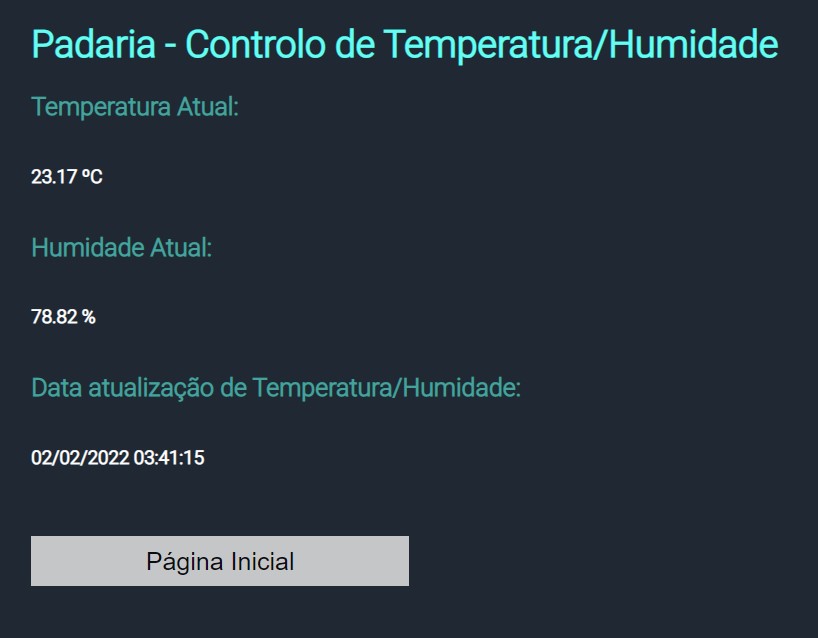 Padaria - Controlo de Temperatura/Humidade
Temperatura Atual:
23.17 ºC
Humidade Atual:
78.82 %
Data atualização de Temperatura/Humidade:
02/02/2022 03:41:15
Página Inicial